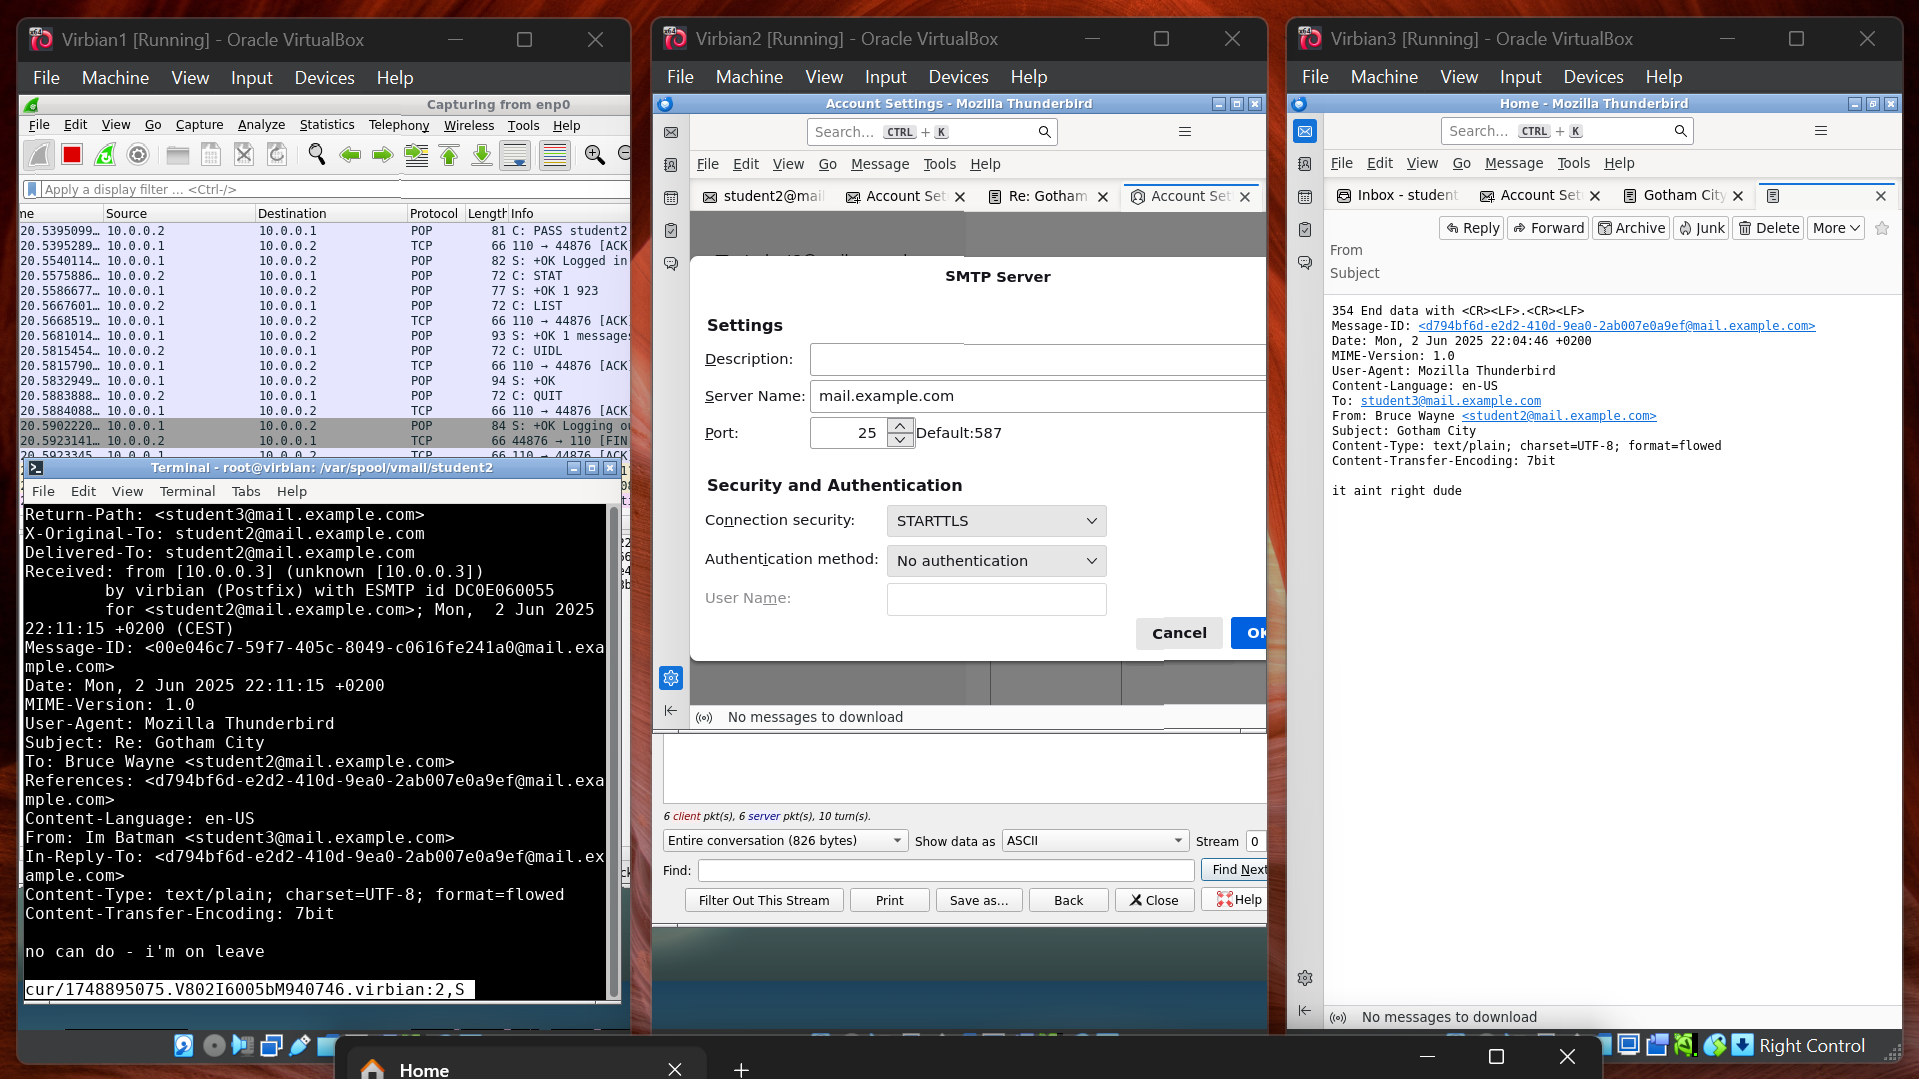 Virbian1 [Running] - Oracle VirtualBox
File Machine View Input Devices Help
Capturing from enp0
File Edit View Go Capture Analyze Statistics Telephony Wireless Tools Help
Apply a display filter ... <Ctrl-/>
me Source Destination Protocol Length Info
20.5395099… 10.0.0.2 10.0.0.1 POP 81 C: PASS student2
20.5395289… 10.0.0.1 10.0.0.2 TCP 66 110 → 44876 [ACK
20.5540114… 10.0.0.1 10.0.0.2 POP 82 S: +OK Logged in
20.5575886… 10.0.0.2 10.0.0.1 POP 72 C: STAT
20.5586677… 10.0.0.1 10.0.0.2 POP 77 S: +OK 1 923
20.5667601… 10.0.0.2 10.0.0.1 POP 72 C: LIST
20.5668519… 10.0.0.1 10.0.0.2 TCP 66 110 → 44876 [ACK
20.5681014… 10.0.0.1 10.0.0.2 POP 93 S: +OK 1 messages
20.5815454… 10.0.0.2 10.0.0.1 POP 72 C: UIDL
20.5815790… 10.0.0.1 10.0.0.2 TCP 66 110 → 44876 [ACK
20.5832949… 10.0.0.1 10.0.0.2 POP 94 S: +OK
20.5883888… 10.0.0.2 10.0.0.1 POP 72 C: QUIT
20.5884088… 10.0.0.1 10.0.0.2 TCP 66 110 → 44876 [ACK
20.5902220… 10.0.0.1 10.0.0.2 POP 84 S: +OK Logging ou
20.5923141… 10.0.0.2 10.0.0.1 TCP 66 44876 → 110 [FIN
20.5923345 10.0.0.1 10.0.0.2 TCP 66 110 → 44876 [ACK
Terminal - root@virbian: /var/spool/vmail/student2
File Edit View Terminal Tabs Help
Return-Path: <student3@mail.example.com>
X-Original-To: student2@mail.example.com
Delivered-To: student2@mail.example.com
Received: from [10.0.0.3] (unknown [10.0.0.3])
by virbian (Postfix) with ESMTP id DC0E060055
for <student2@mail.example.com>; Mon,  2 Jun 2025
22:11:15 +0200 (CEST)
Message-ID: <00e046c7-59f7-405c-8049-c0616fe241a0@mail.exa
mple.com>
Date: Mon, 2 Jun 2025 22:11:15 +0200
MIME-Version: 1.0
User-Agent: Mozilla Thunderbird
Subject: Re: Gotham City
To: Bruce Wayne <student2@mail.example.com>
References: <d794bf6d-e2d2-410d-9ea0-2ab007e0a9ef@mail.exa
mple.com>
Content-Language: en-US
From: Im Batman <student3@mail.example.com>
In-Reply-To: <d794bf6d-e2d2-410d-9ea0-2ab007e0a9ef@mail.ex
ample.com>
Content-Type: text/plain; charset=UTF-8; format=flowed
Content-Transfer-Encoding: 7bit
no can do - i'm on leave
cur/1748895075.V802I6005bM940746.virbian:2,S
Virbian2 [Running] - Oracle VirtualBox
File Machine View Input Devices Help
Account Settings - Mozilla Thunderbird
Search... CTRL + K
File Edit View Go Message Tools Help
student2@mail Account Set Re: Gotham Account Set
SMTP Server
Settings
Description:
Server Name: mail.example.com
Port: 25 Default:587
Security and Authentication
Connection security: STARTTLS
Authentication method: No authentication
User Name:
Cancel OK
No messages to download
6 client pkt(s), 6 server pkt(s), 10 turn(s).
Entire conversation (826 bytes) Show data as ASCII Stream 0
Find: Find Next
Filter Out This Stream Print Save as... Back Close Help
Virbian3 [Running] - Oracle VirtualBox
File Machine View Input Devices Help
Home - Mozilla Thunderbird
Search... CTRL + K
File Edit View Go Message Tools Help
Inbox - student Account Set Gotham City
Reply Forward Archive Junk Delete More
From
Subject
354 End data with <CR><LF>.<CR><LF>
Message-ID: <d794bf6d-e2d2-410d-9ea0-2ab007e0a9ef@mail.example.com>
Date: Mon, 2 Jun 2025 22:04:46 +0200
MIME-Version: 1.0
User-Agent: Mozilla Thunderbird
Content-Language: en-US
To: student3@mail.example.com
From: Bruce Wayne <student2@mail.example.com>
Subject: Gotham City
Content-Type: text/plain; charset=UTF-8; format=flowed
Content-Transfer-Encoding: 7bit
it aint right dude
No messages to download
Right Control
Home